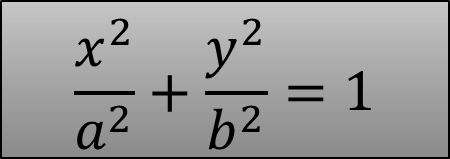 x²/a² + y²/b² = 1